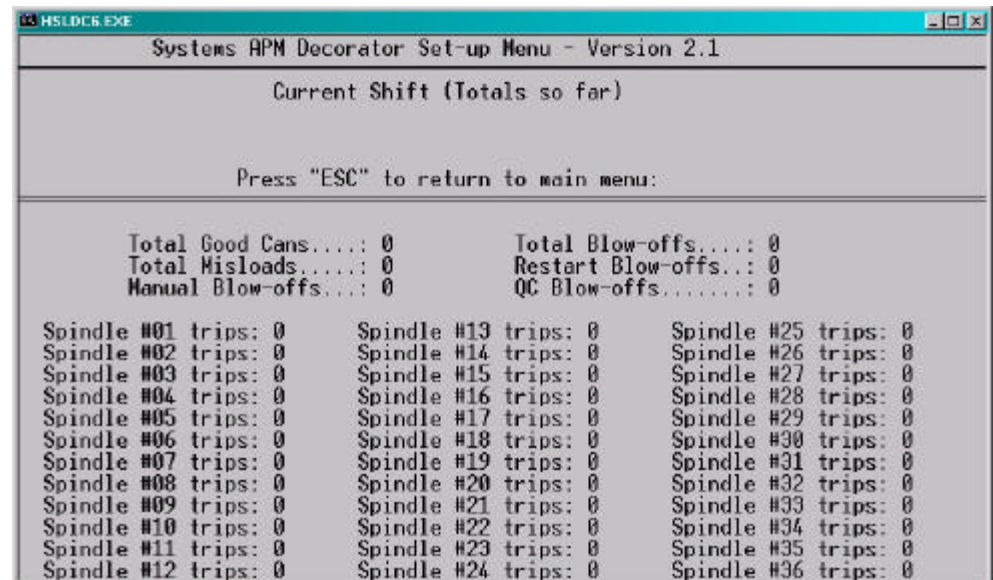 HSLDC6.EXE
Systems APM Decorator Set-up Menu - Version 2.1
Current Shift (Totals so far)
Press "ESC" to return to main menu:
Total Good Cans....: 0 Total Blow-offs....: 0
Total Misloads.....: 0 Restart Blow-offs..: 0
Manual Blow-offs...: 0 QC Blow-offs.......: 0
Spindle #01 trips: 0 Spindle #13 trips: 0 Spindle #25 trips: 0
Spindle #02 trips: 0 Spindle #14 trips: 0 Spindle #26 trips: 0
Spindle #03 trips: 0 Spindle #15 trips: 0 Spindle #27 trips: 0
Spindle #04 trips: 0 Spindle #16 trips: 0 Spindle #28 trips: 0
Spindle #05 trips: 0 Spindle #17 trips: 0 Spindle #29 trips: 0
Spindle #06 trips: 0 Spindle #18 trips: 0 Spindle #30 trips: 0
Spindle #07 trips: 0 Spindle #19 trips: 0 Spindle #31 trips: 0
Spindle #08 trips: 0 Spindle #20 trips: 0 Spindle #32 trips: 0
Spindle #09 trips: 0 Spindle #21 trips: 0 Spindle #33 trips: 0
Spindle #10 trips: 0 Spindle #22 trips: 0 Spindle #34 trips: 0
Spindle #11 trips: 0 Spindle #23 trips: 0 Spindle #35 trips: 0
Spindle #12 trips: 0 Spindle #24 trips: 0 Spindle #36 trips: 0